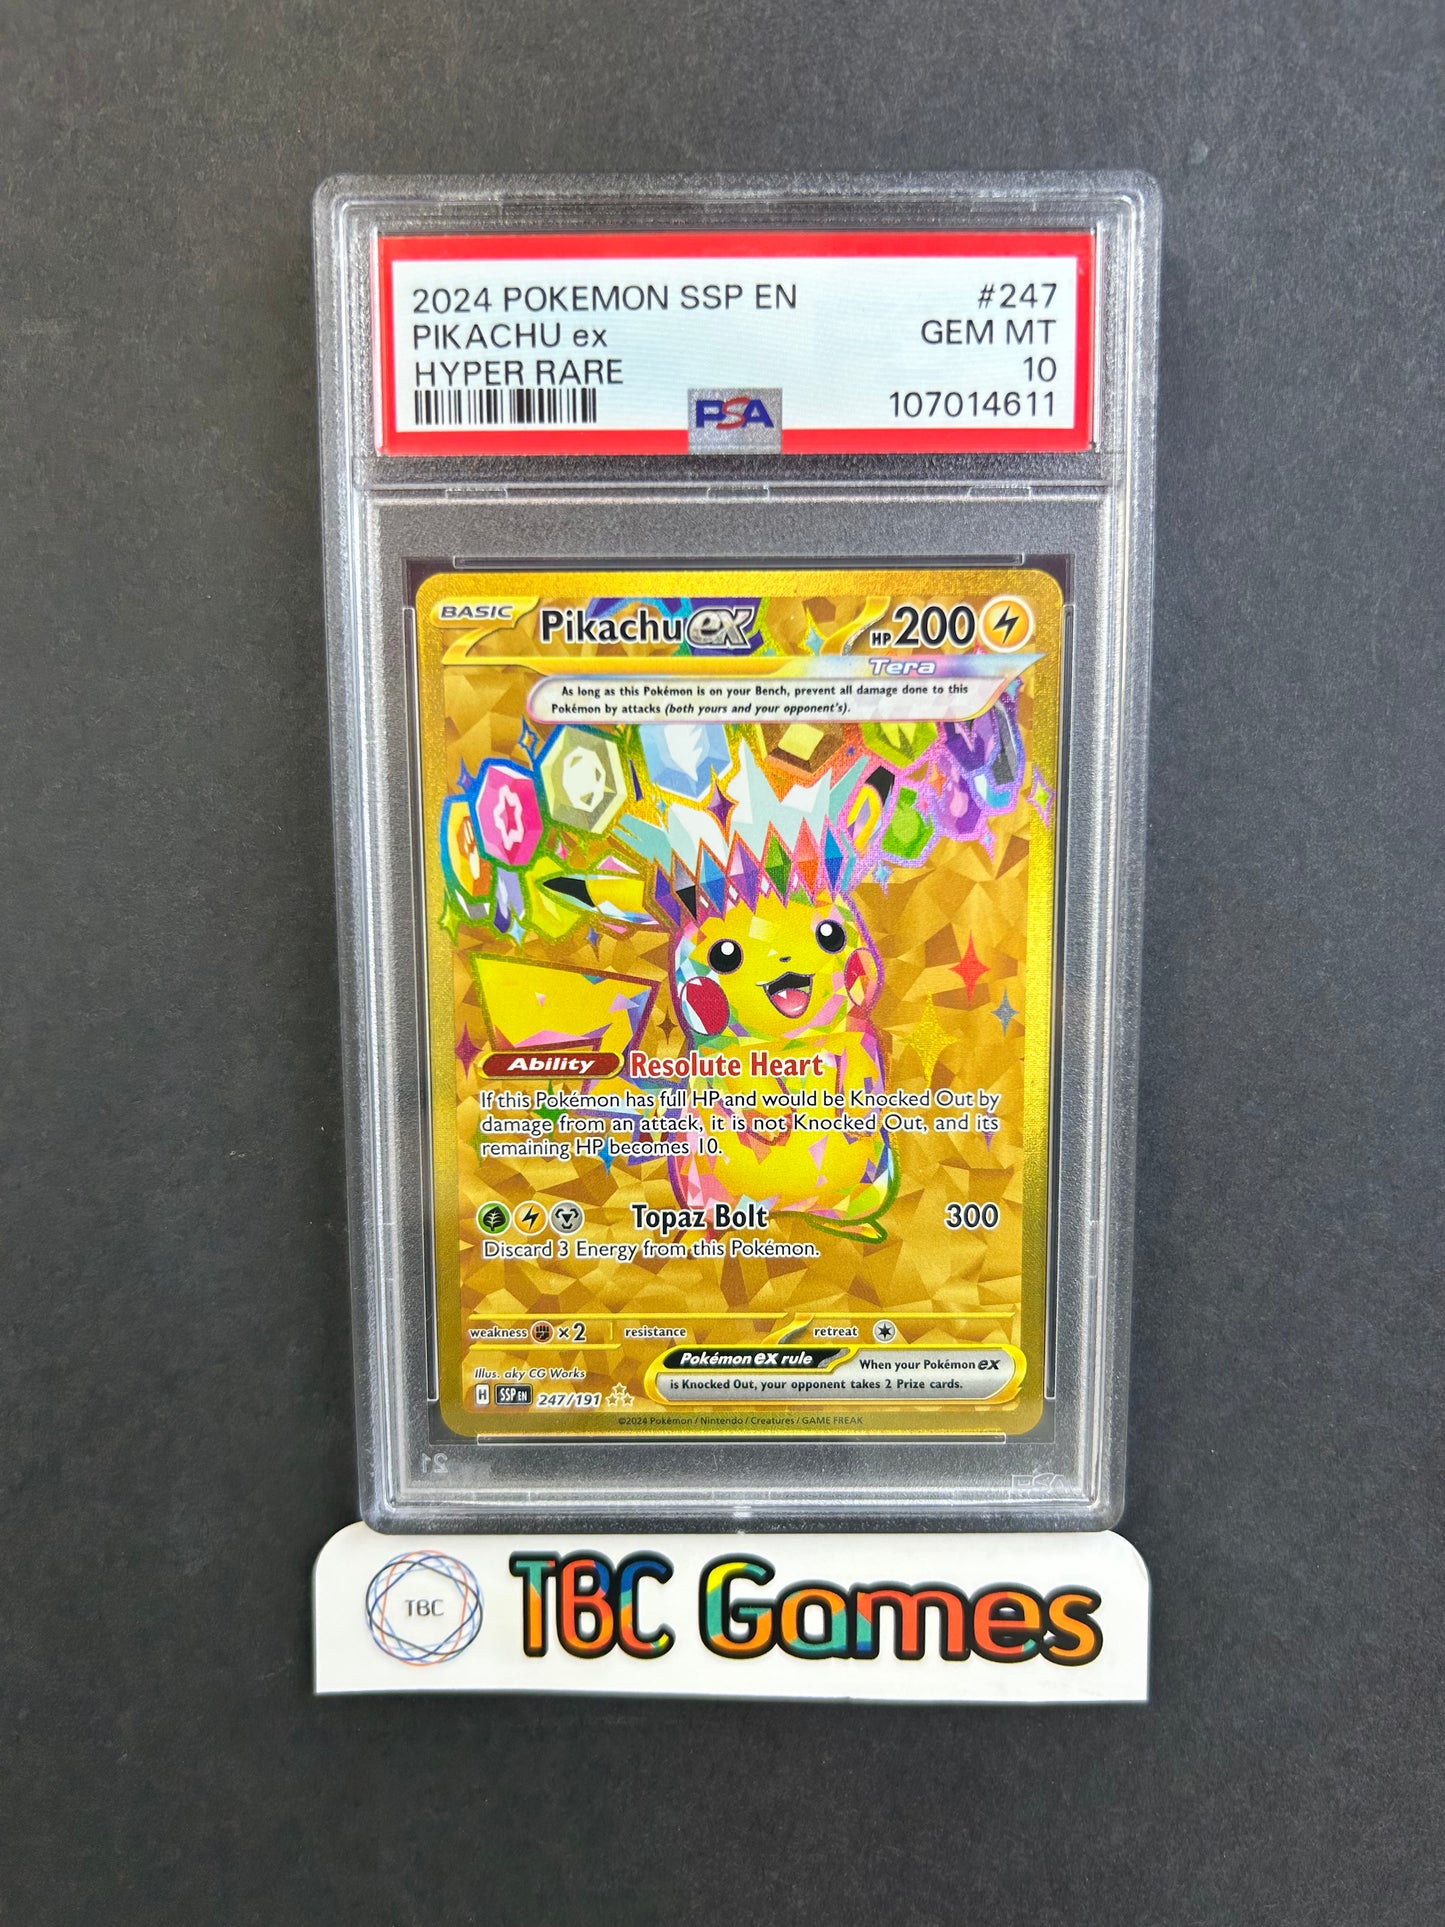 2024 POKEMON SSP EN #247
PIKACHU ex GEM MT
HYPER RARE 10
PSA 107014611
BASIC Pikachu ex HP 200
Tera
As long as this Pokémon is on your Bench, prevent all damage done to this
Pokémon by attacks (both yours and your opponent's).
Ability Resolute Heart
If this Pokémon has full HP and would be Knocked Out by
damage from an attack, it is not Knocked Out, and its
remaining HP becomes 10.
Topaz Bolt 300
Discard 3 Energy from this Pokémon.
weakness ×2 resistance retreat
Pokémon ex rule When your Pokémon ex
is Knocked Out, your opponent takes 2 Prize cards.
Illus. aky CG Works
H SSP EN 247/191
©2024 Pokémon / Nintendo / Creatures / GAME FREAK
21 PSA
TBC TBC Games